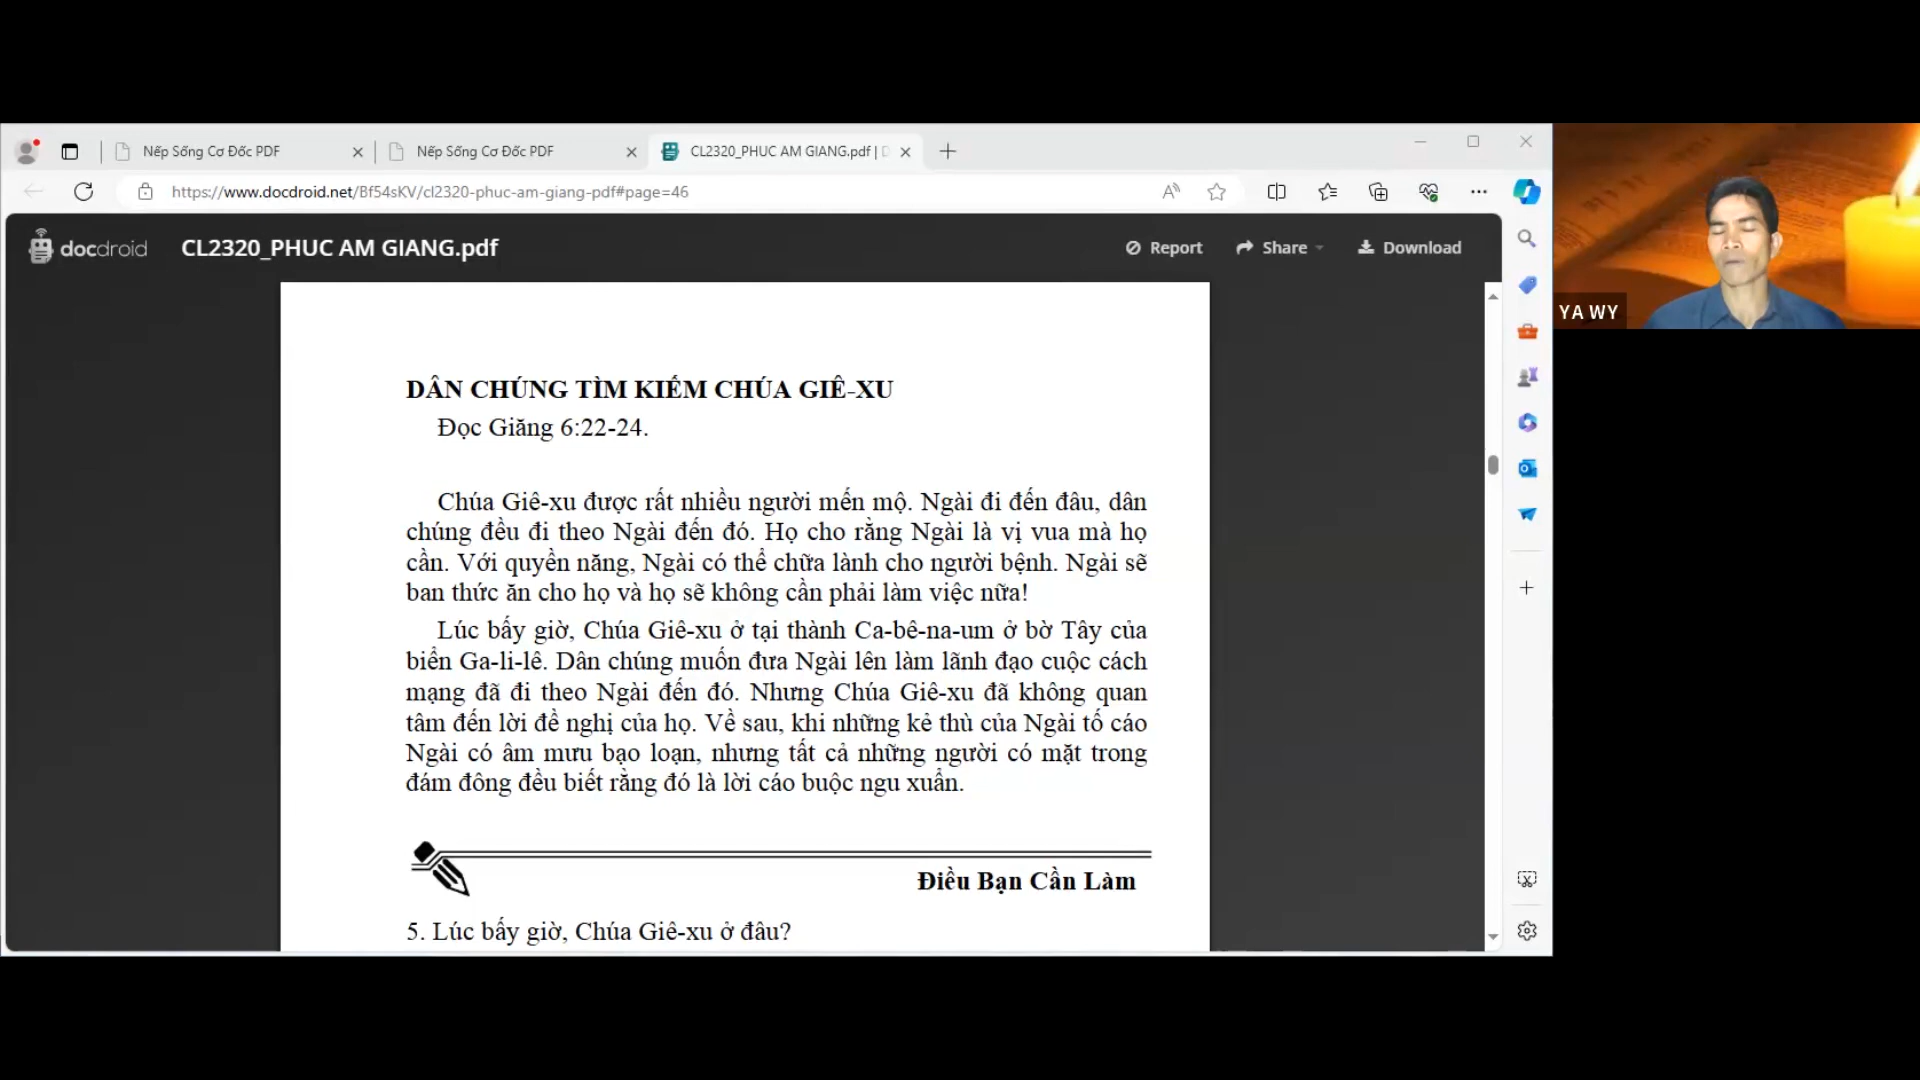 Nếp Sống Cơ Đốc PDF
Nếp Sống Cơ Đốc PDF
CL2320_PHUC AM GIANG.pdf | D
https://www.docdroid.net/Bf54sKV/cl2320-phuc-am-giang-pdf#page=46
docdroid
CL2320_PHUC AM GIANG.pdf
Report
Share
Download
YA WY
DÂN CHÚNG TÌM KIẾM CHÚA GIÊ-XU
Đọc Giăng 6:22-24.
Chúa Giê-xu được rất nhiều người mến mộ. Ngài đi đến đâu, dân
chúng đều đi theo Ngài đến đó. Họ cho rằng Ngài là vị vua mà họ
cần. Với quyền năng, Ngài có thể chữa lành cho người bệnh. Ngài sẽ
ban thức ăn cho họ và họ sẽ không cần phải làm việc nữa!
Lúc bấy giờ, Chúa Giê-xu ở tại thành Ca-bê-na-um ở bờ Tây của
biển Ga-li-lê. Dân chúng muốn đưa Ngài lên làm lãnh đạo cuộc cách
mạng đã đi theo Ngài đến đó. Nhưng Chúa Giê-xu đã không quan
tâm đến lời đề nghị của họ. Về sau, khi những kẻ thù của Ngài tố cáo
Ngài có âm mưu bạo loạn, nhưng tất cả những người có mặt trong
đám đông đều biết rằng đó là lời cáo buộc ngu xuẩn.
Điều Bạn Cần Làm
5. Lúc bấy giờ, Chúa Giê-xu ở đâu?